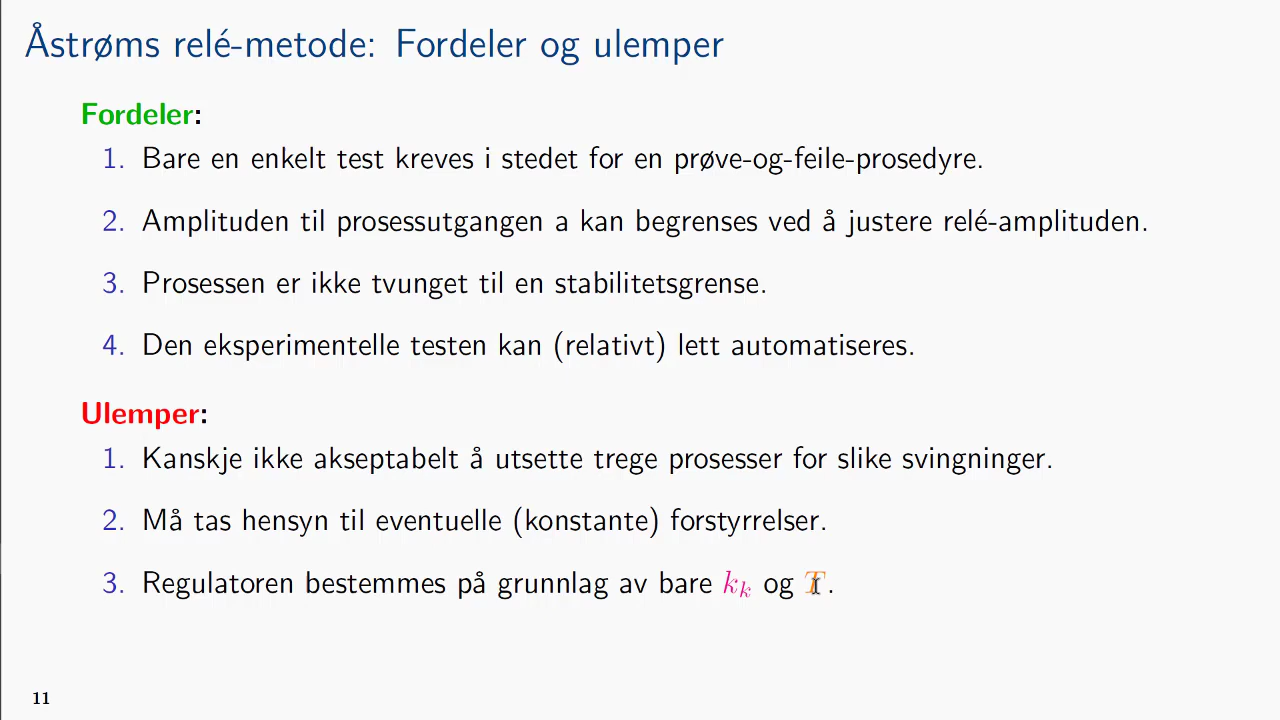 Åstrøms relé-metode: Fordeler og ulemper
Fordeler:
1. Bare en enkelt test kreves i stedet for en prøve-og-feile-prosedyre.
2. Amplituden til prosessutgangen a kan begrenses ved å justere relé-amplituden.
3. Prosessen er ikke tvunget til en stabilitetsgrense.
4. Den eksperimentelle testen kan (relativt) lett automatiseres.
Ulemper:
1. Kanskje ikke akseptabelt å utsette trege prosesser for slike svingninger.
2. Må tas hensyn til eventuelle (konstante) forstyrrelser.
3. Regulatoren bestemmes på grunnlag av bare k_k og T.
11